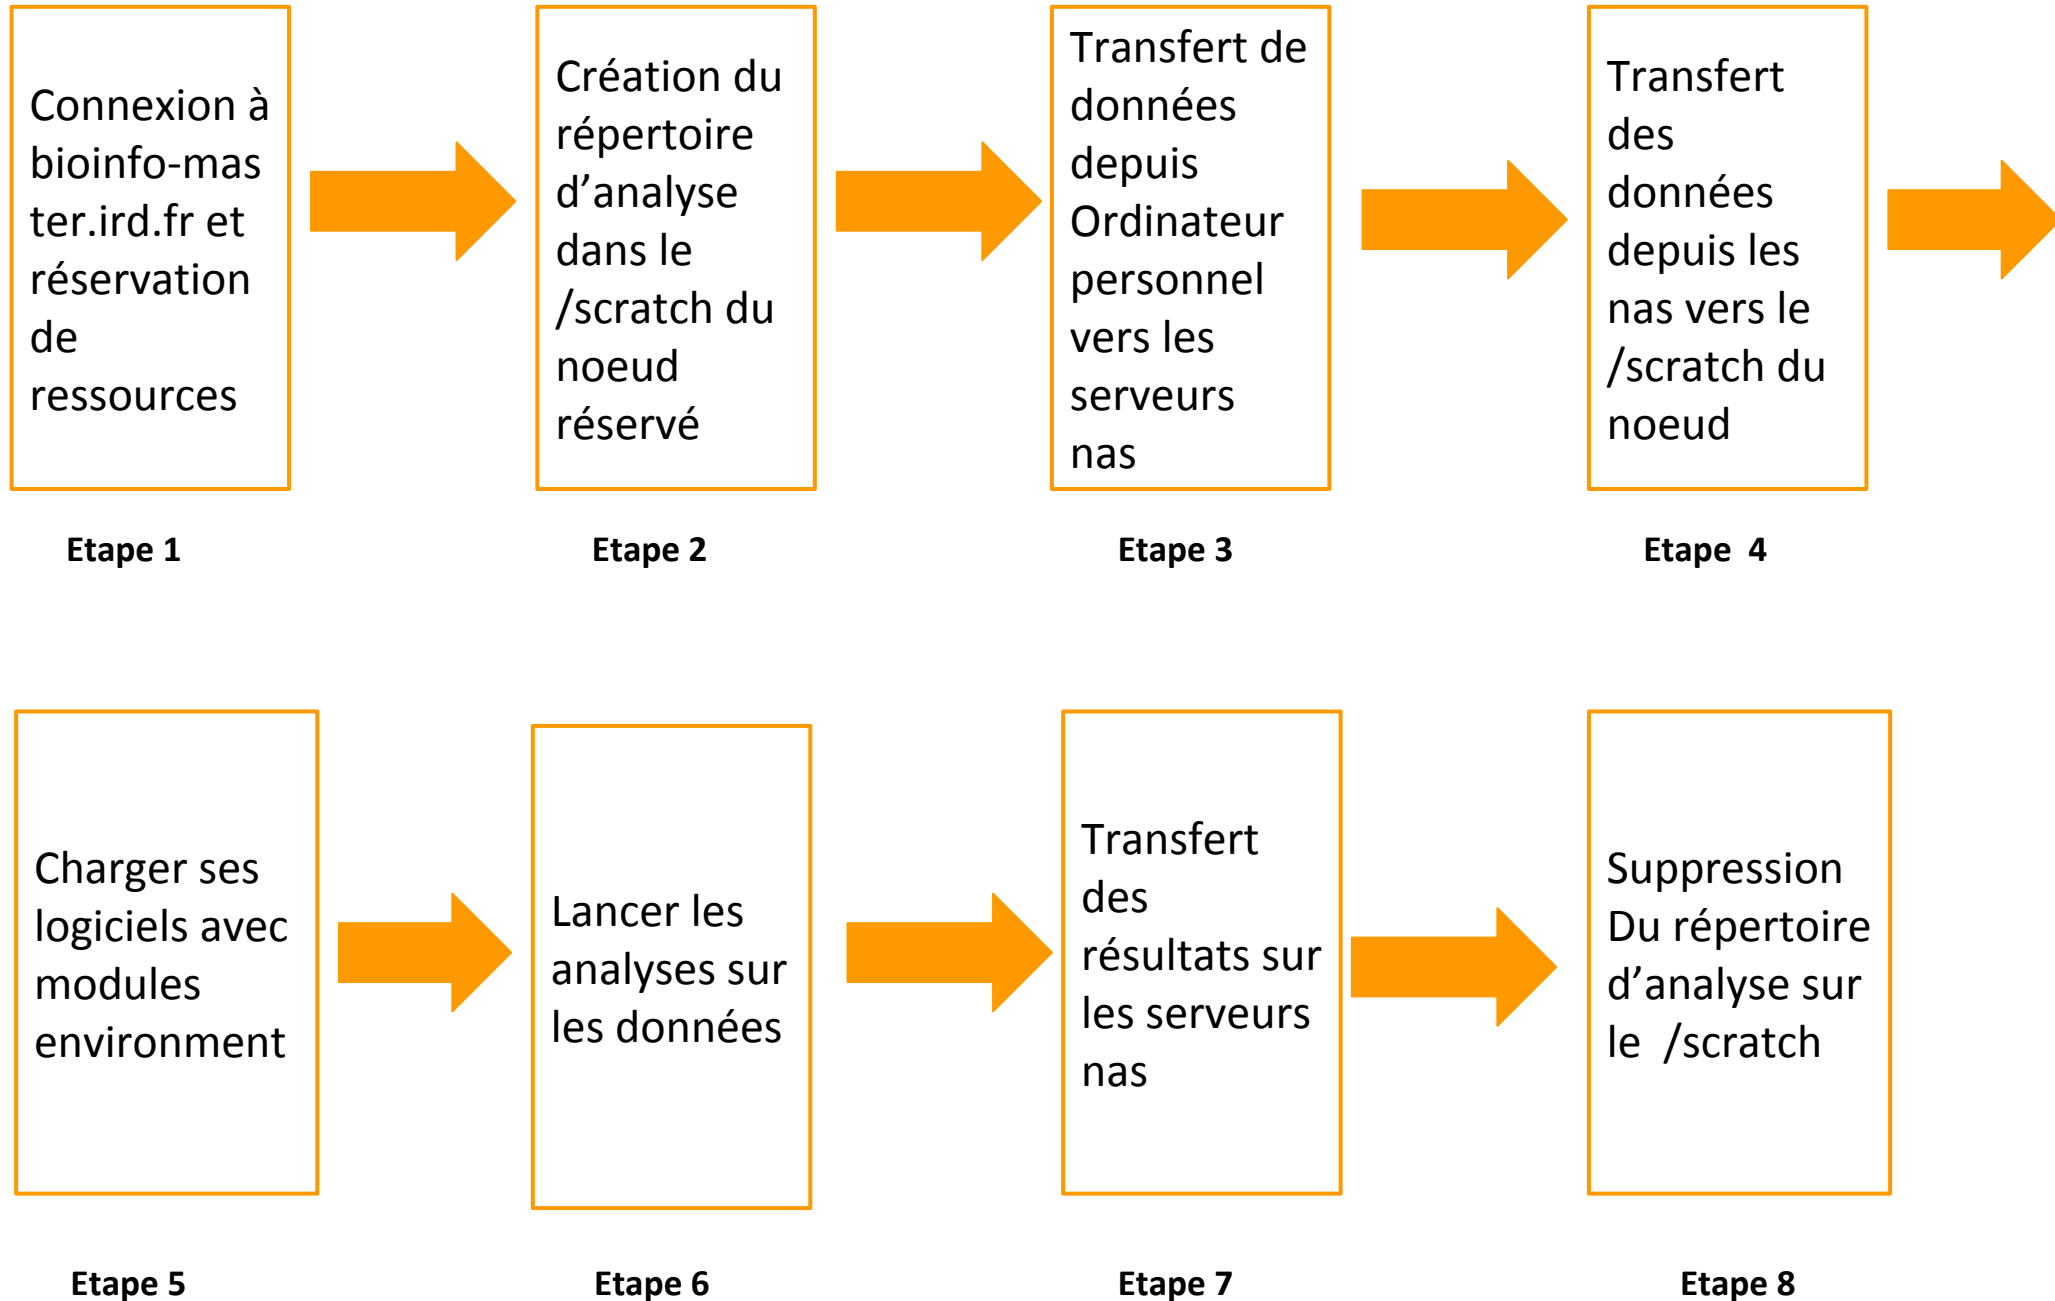 Connexion à
bioinfo-mas
ter.ird.fr et
réservation
de
ressources
Création du
répertoire
d’analyse
dans le
/scratch du
noeud
réservé
Transfert de
données
depuis
Ordinateur
personnel
vers les
serveurs
nas
Transfert
des
données
depuis les
nas vers le
/scratch du
noeud
Etape 1
Etape 2
Etape 3
Etape  4
Charger ses
logiciels avec
modules
environment
Lancer les
analyses sur
les données
Transfert
des
résultats sur
les serveurs
nas
Suppression
Du répertoire
d’analyse sur
le  /scratch
Etape 5
Etape 6
Etape 7
Etape 8